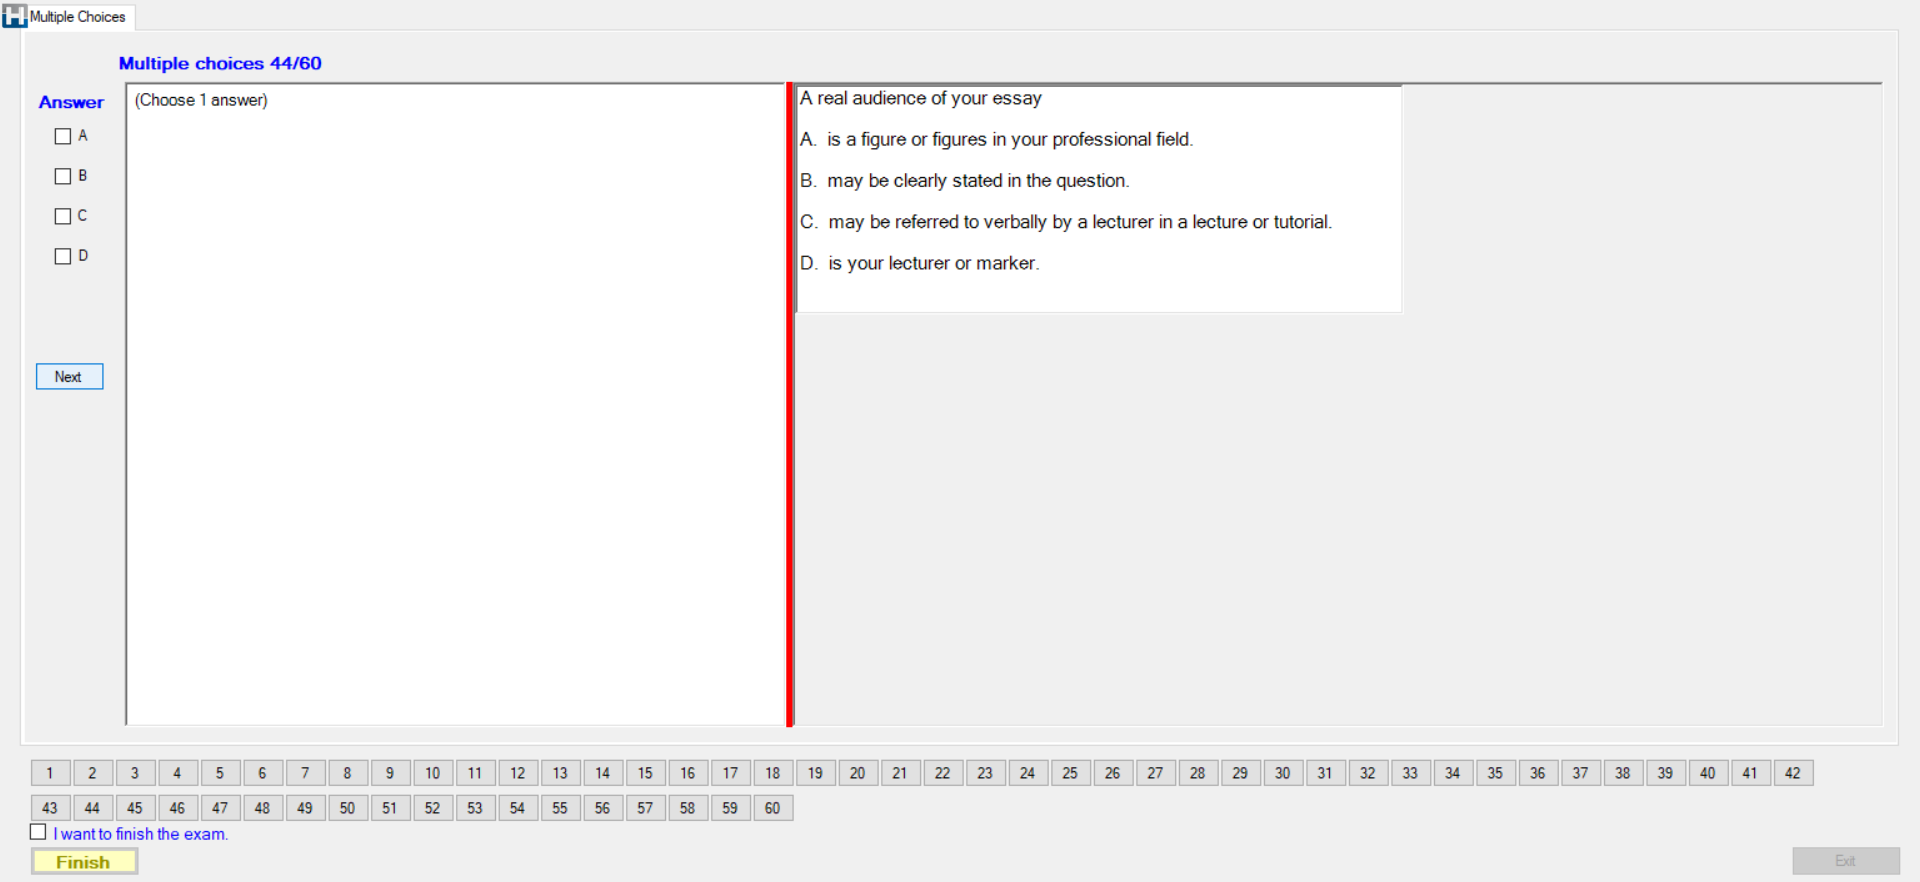 Multiple Choices
Multiple choices 44/60
Answer
A
B
C
D
Next
(Choose 1 answer)
A real audience of your essay
A. is a figure or figures in your professional field.
B. may be clearly stated in the question.
C. may be referred to verbally by a lecturer in a lecture or tutorial.
D. is your lecturer or marker.
1 2 3 4 5 6 7 8 9 10 11 12 13 14 15 16 17 18 19 20 21 22 23 24 25 26 27 28 29 30 31 32 33 34 35 36 37 38 39 40 41 42
43 44 45 46 47 48 49 50 51 52 53 54 55 56 57 58 59 60
I want to finish the exam.
Finish
Exit